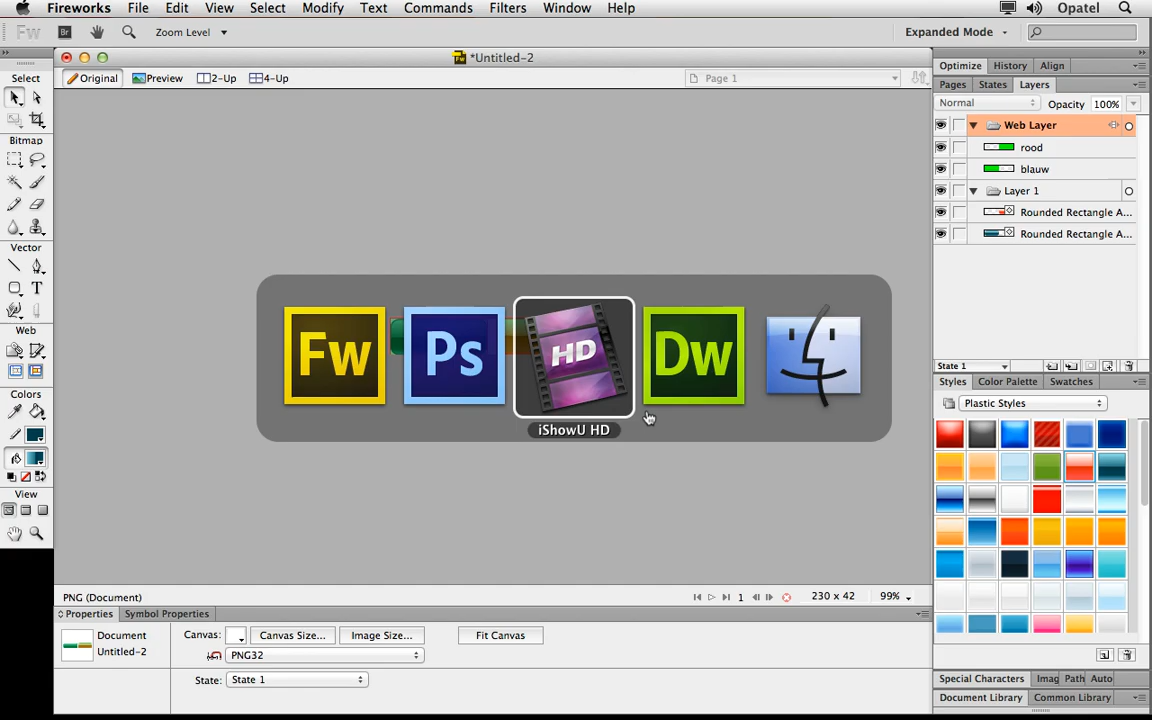 Fireworks File Edit View Select Modify Text Commands Filters Window Help Opatel
Fw Br Zoom Level Expanded Mode
*Untitled-2
Original Preview 2-Up 4-Up Page 1
Optimize History Align
Pages States Layers
Normal Opacity 100%
Web Layer
rood
blauw
Layer 1
Rounded Rectangle A...
Rounded Rectangle A...
State 1
Select
Bitmap
Vector
Web
Colors
View
Fw Ps HD Dw
iShowU HD
Styles Color Palette Swatches
Plastic Styles
PNG (Document) 1 230 x 42 99%
Properties Symbol Properties
Document
Untitled-2
Canvas: Canvas Size... Image Size... Fit Canvas
PNG32
State: State 1
Special Characters Imag Path Auto
Document Library Common Library